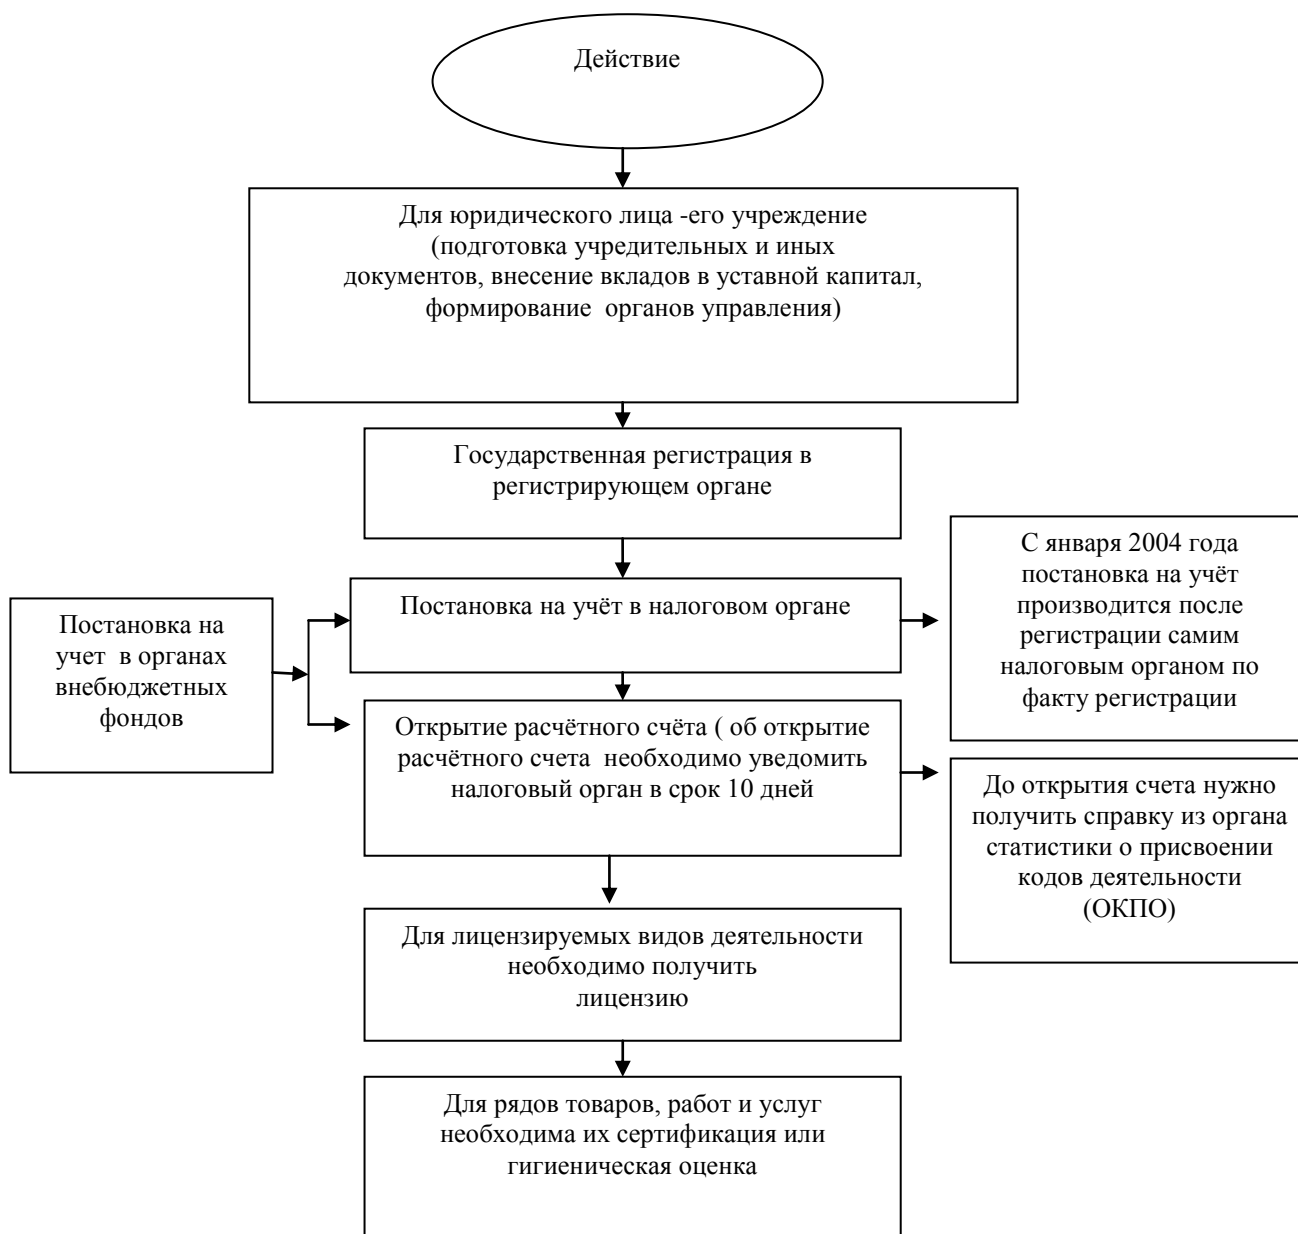 Действие
Для юридического лица -его учреждение
(подготовка учредительных и иных
документов, внесение вкладов в уставной капитал,
формирование  органов управления)
Государственная регистрация в
регистрирующем органе
Постановка на учёт в налоговом органе
С января 2004 года
постановка на учёт
производится после
регистрации самим
налоговым органом по
факту регистрации
Постановка на
учет  в органах
внебюджетных
фондов
Открытие расчётного счёта ( об открытие
расчётного счета  необходимо уведомить
налоговый орган в срок 10 дней
До открытия счета нужно
получить справку из органа
статистики о присвоении
кодов деятельности
(ОКПО)
Для лицензируемых видов деятельности
необходимо получить
лицензию
Для рядов товаров, работ и услуг
необходима их сертификация или
гигиеническая оценка